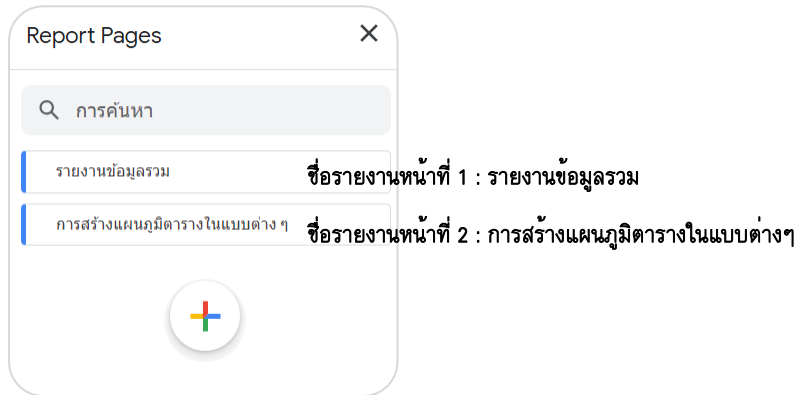 Report Pages
การค้นหา
รายงานข้อมูลรวม
ชื่อรายงานหน้าที่ 1 : รายงานข้อมูลรวม
การสร้างแผนภูมิตารางในแบบต่าง ๆ
ชื่อรายงานหน้าที่ 2 : การสร้างแผนภูมิตารางในแบบต่างๆ